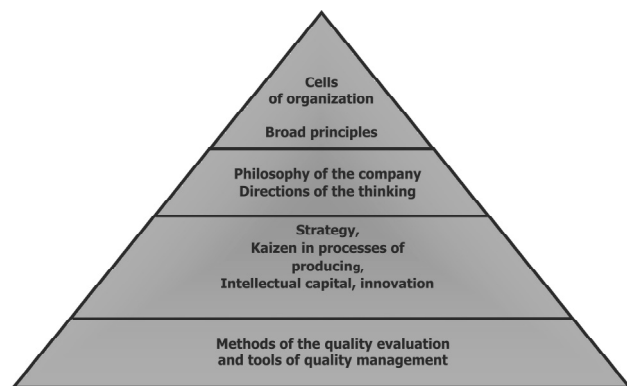 Cells
of organization
Broad principles
Philosophy of the company
Directions of the thinking
Strategy,
Kaizen in processes of
producing,
Intellectual capital, innovation
Methods of the quality evaluation
and tools of quality management